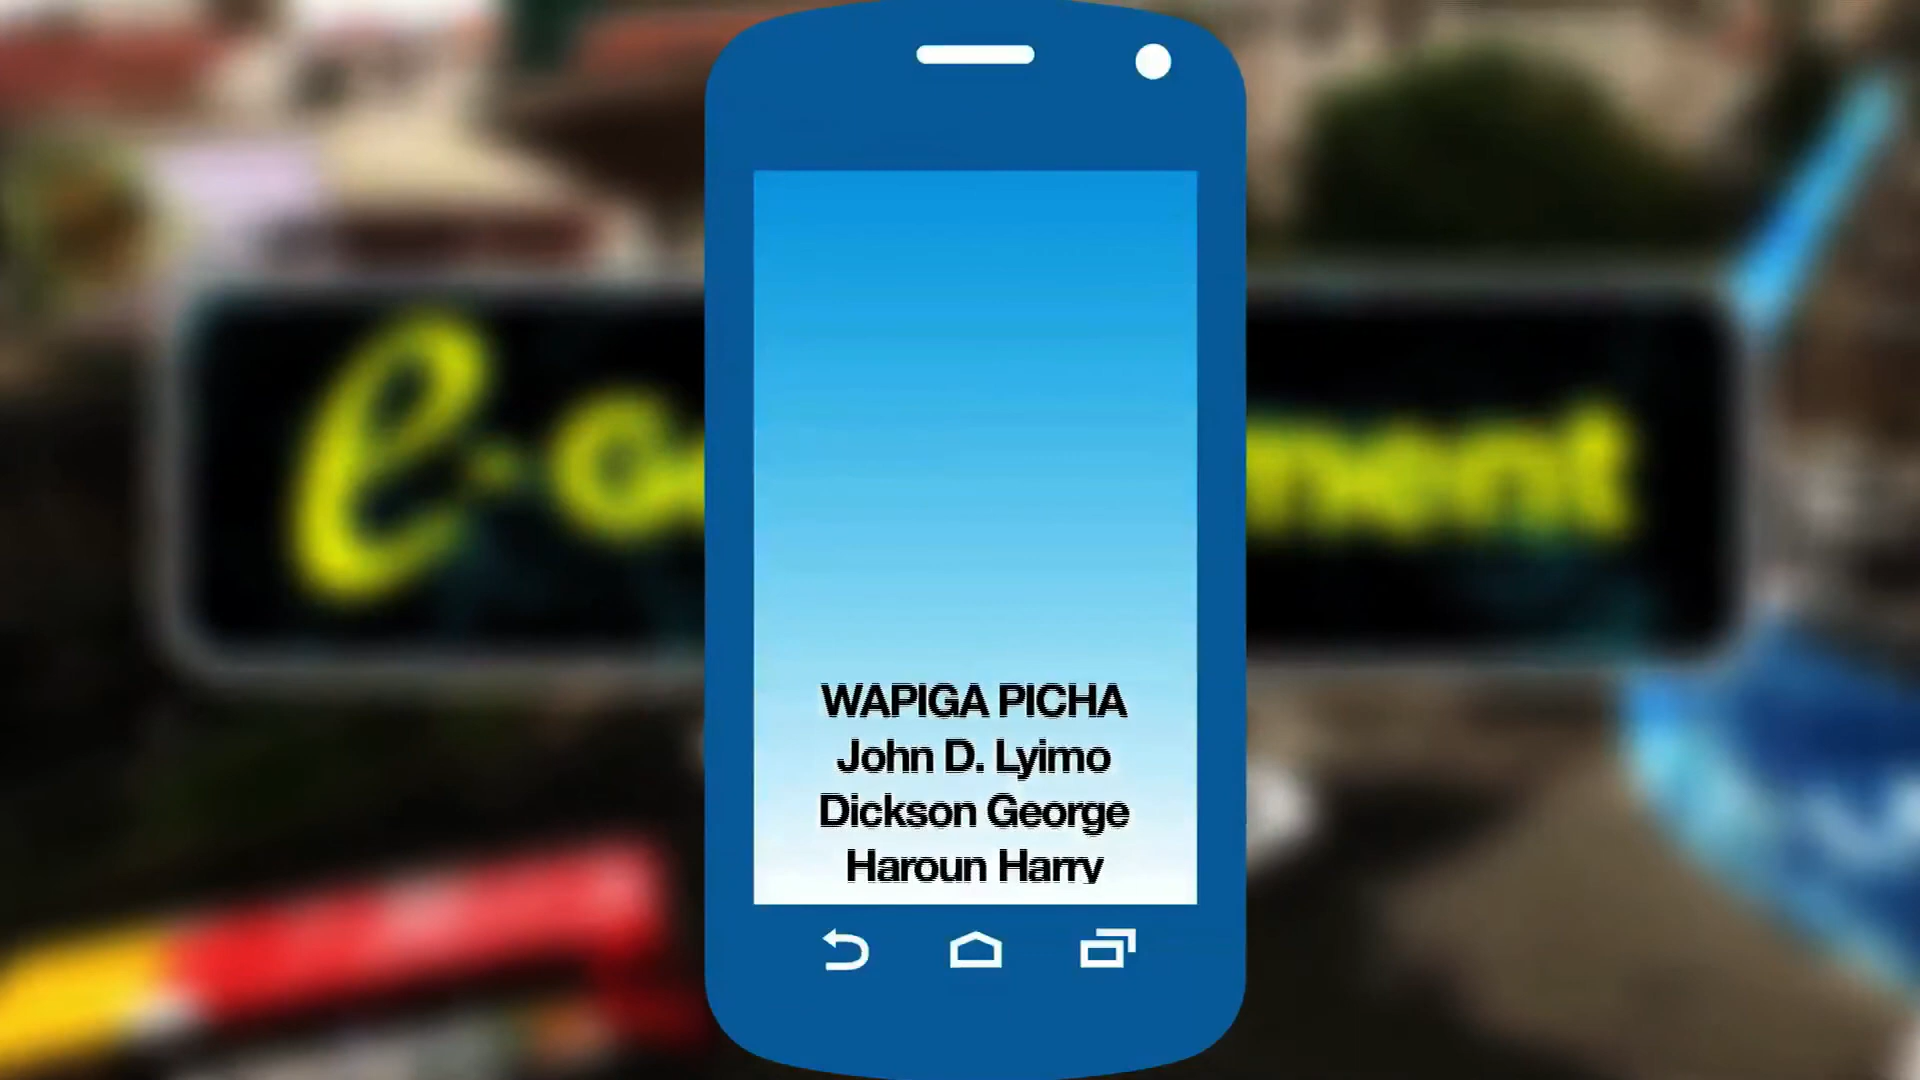 WAPIGA PICHA
John D. Lyimo
Dickson George
Haroun Harry